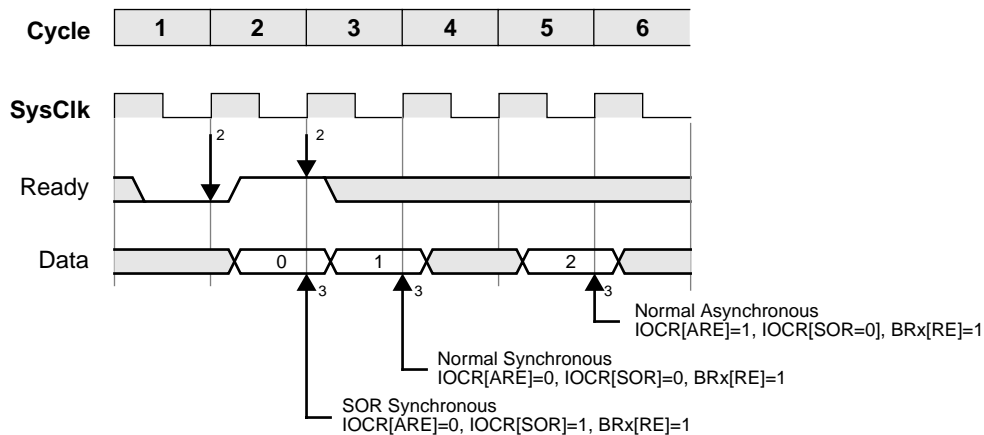 Cycle 1 2 3 4 5 6
SysClk
2 2
Ready
Data 0 1 2
3 3 3
Normal Asynchronous
IOCR[ARE]=1, IOCR[SOR=0], BRx[RE]=1
Normal Synchronous
IOCR[ARE]=0, IOCR[SOR]=0, BRx[RE]=1
SOR Synchronous
IOCR[ARE]=0, IOCR[SOR]=1, BRx[RE]=1